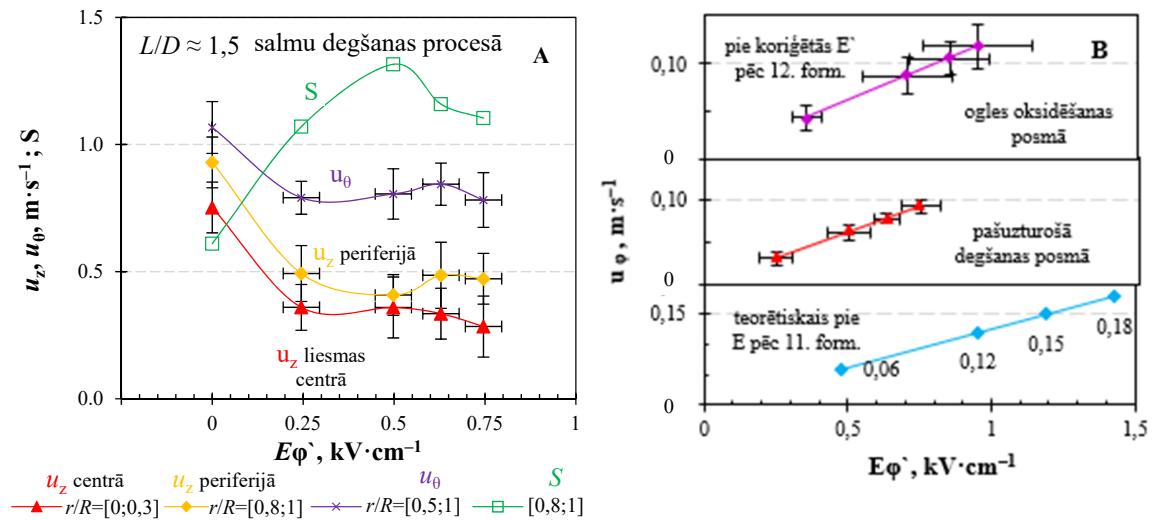 L/D ≈ 1,5 salmu degšanas procesā
A
S
uθ
uz periferijā
uz liesmas
centrā
uz, uθ, m·s⁻¹ ; S
1.5
1.0
0.5
0.0
0 0.25 0.5 0.75 1
Eφ`, kV·cm⁻¹
uz centrā uz periferijā uθ S
r/R=[0;0,3] r/R=[0,8;1] r/R=[0,5;1] [0,8;1]
B
pie koriģētās E`
pēc 12. form.
ogles oksidēšanas
posmā
0,10
0
pašuzturošā
degšanas posmā
0,10
0
teorētiskais pie
E pēc 11. form.
0,15
0,06
0,12
0,15
0,18
0
uφ , m·s⁻¹
0 0,5 1 1,5
Eφ`, kV·cm⁻¹